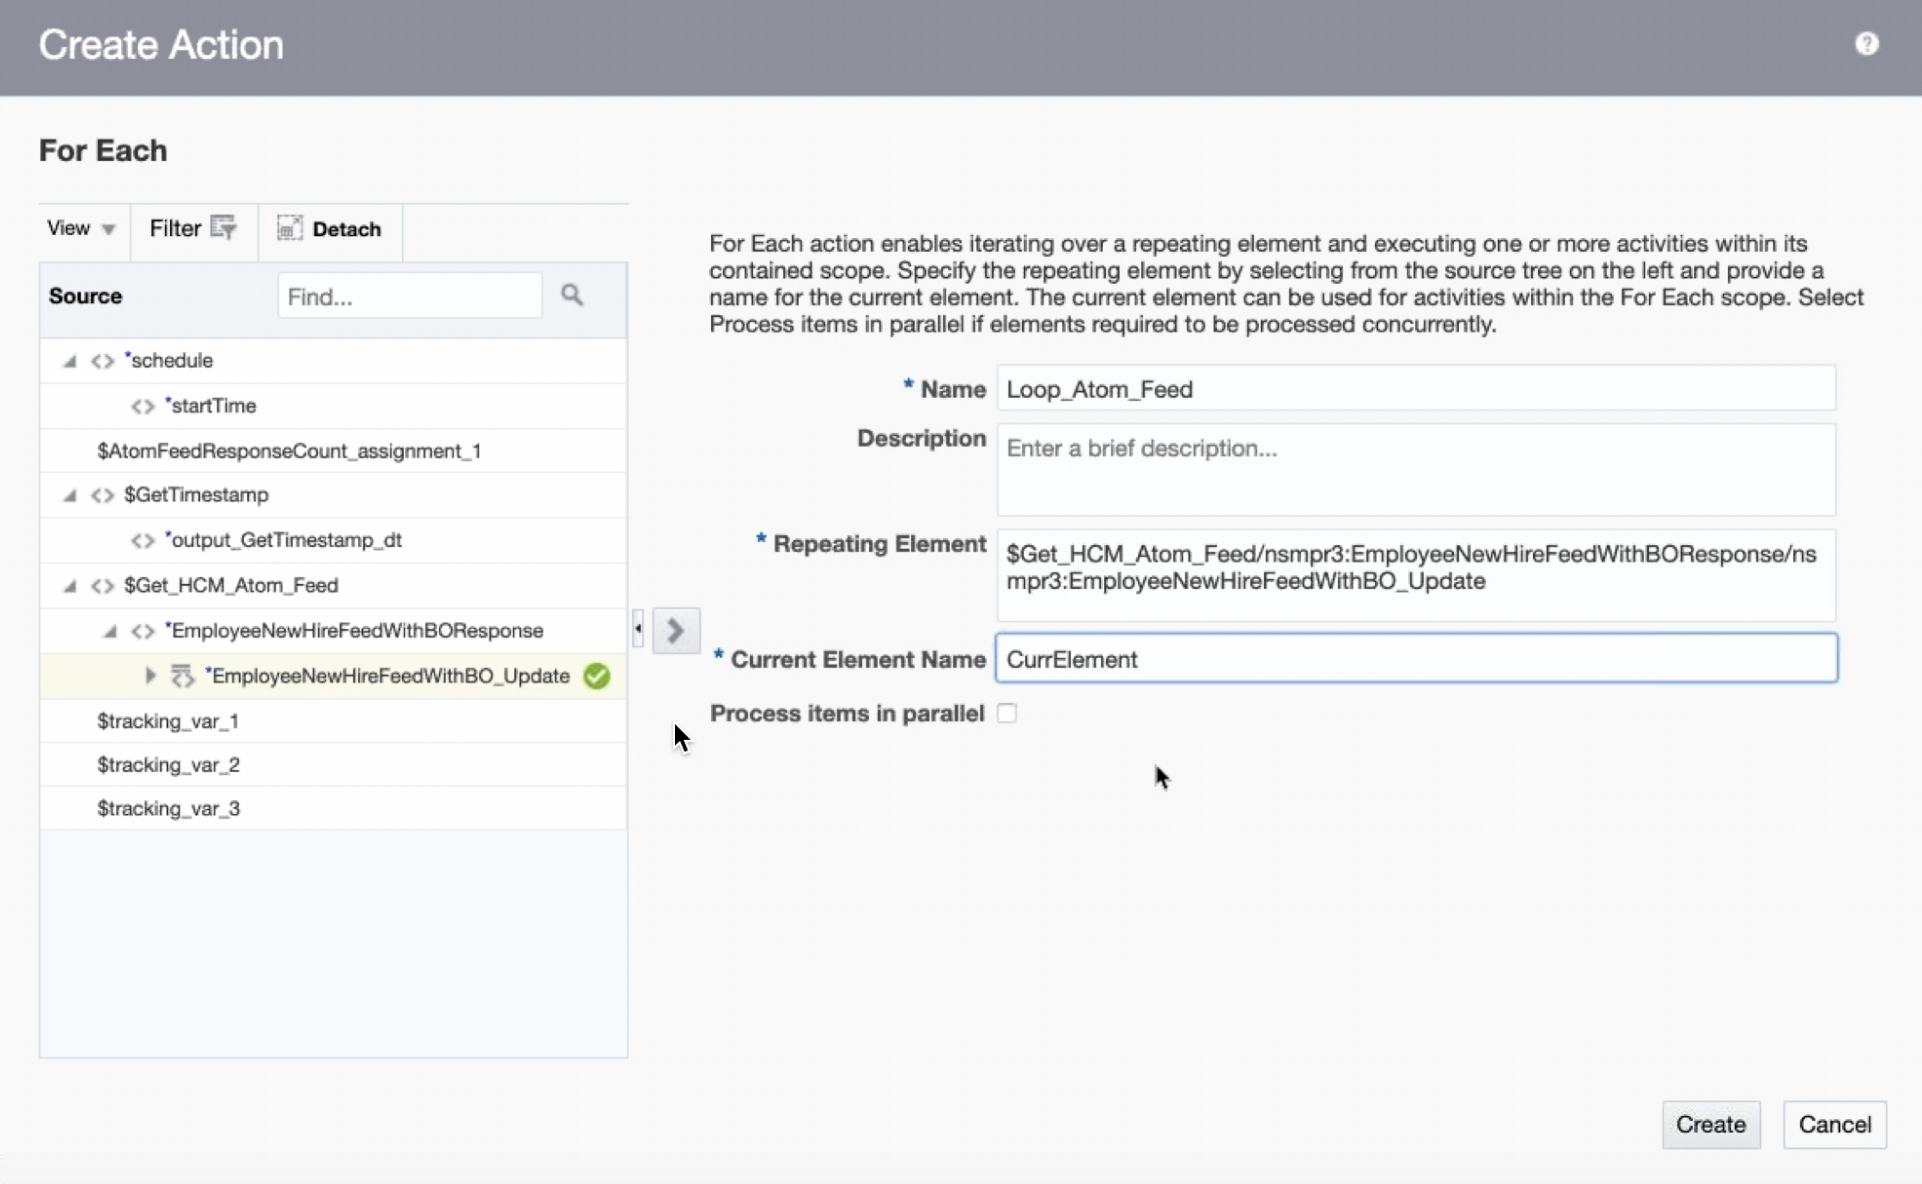 Create Action
?
For Each
View
Filter
Detach
Source
Find...
*schedule
*startTime
$AtomFeedResponseCount_assignment_1
$GetTimestamp
*output_GetTimestamp_dt
$Get_HCM_Atom_Feed
*EmployeeNewHireFeedWithBOResponse
*EmployeeNewHireFeedWithBO_Update
$tracking_var_1
$tracking_var_2
$tracking_var_3
For Each action enables iterating over a repeating element and executing one or more activities within its
contained scope. Specify the repeating element by selecting from the source tree on the left and provide a
name for the current element. The current element can be used for activities within the For Each scope. Select
Process items in parallel if elements required to be processed concurrently.
* Name Loop_Atom_Feed
Description Enter a brief description...
* Repeating Element $Get_HCM_Atom_Feed/nsmpr3:EmployeeNewHireFeedWithBOResponse/ns
mpr3:EmployeeNewHireFeedWithBO_Update
* Current Element Name CurrElement
Process items in parallel
Create
Cancel